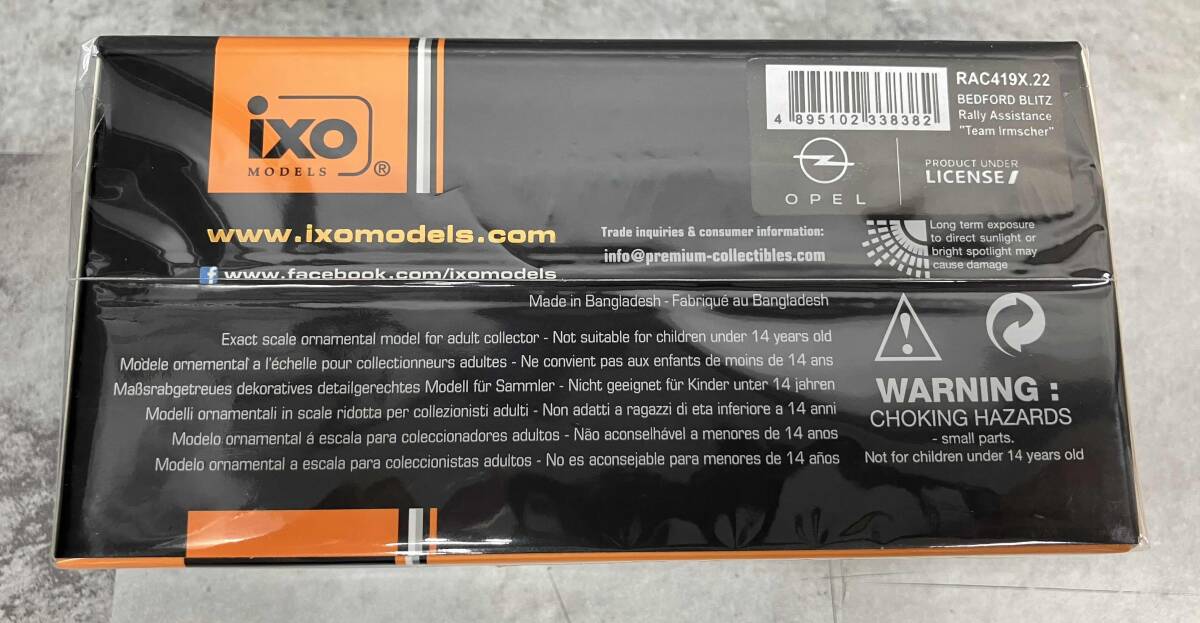 ixo
MODELS ®
4 895102 338382
RAC419X.22
BEDFORD BLITZ
Rally Assistance
"Team Irmscher"
OPEL
PRODUCT UNDER
LICENSE
www.ixomodels.com
f www.facebook.com/ixomodels
Trade inquiries & consumer information:
info@premium-collectibles.com
Long term exposure
to direct sunlight or
bright spotlight may
cause damage
Made in Bangladesh - Fabriqué au Bangladesh
Exact scale ornamental model for adult collector - Not suitable for children under 14 years old
Modèle ornemental a l'échelle pour collectionneurs adultes - Ne convient pas aux enfants de moins de 14 ans
Maßsrabgetreues dekoratives detailgerechtes Modell für Sammler - Nicht geeignet für Kinder unter 14 jahren
Modelli ornamentali in scale ridotta per collezionisti adulti - Non adatti a ragazzi di eta inferiore a 14 anni
Modelo ornamental á escala para coleccionadores adultos - Não aconselhável a menores de 14 anos
Modelo ornamental a escala para coleccionistas adultos - No es aconsejable para menores de 14 años
WARNING :
CHOKING HAZARDS
- small parts.
Not for children under 14 years old